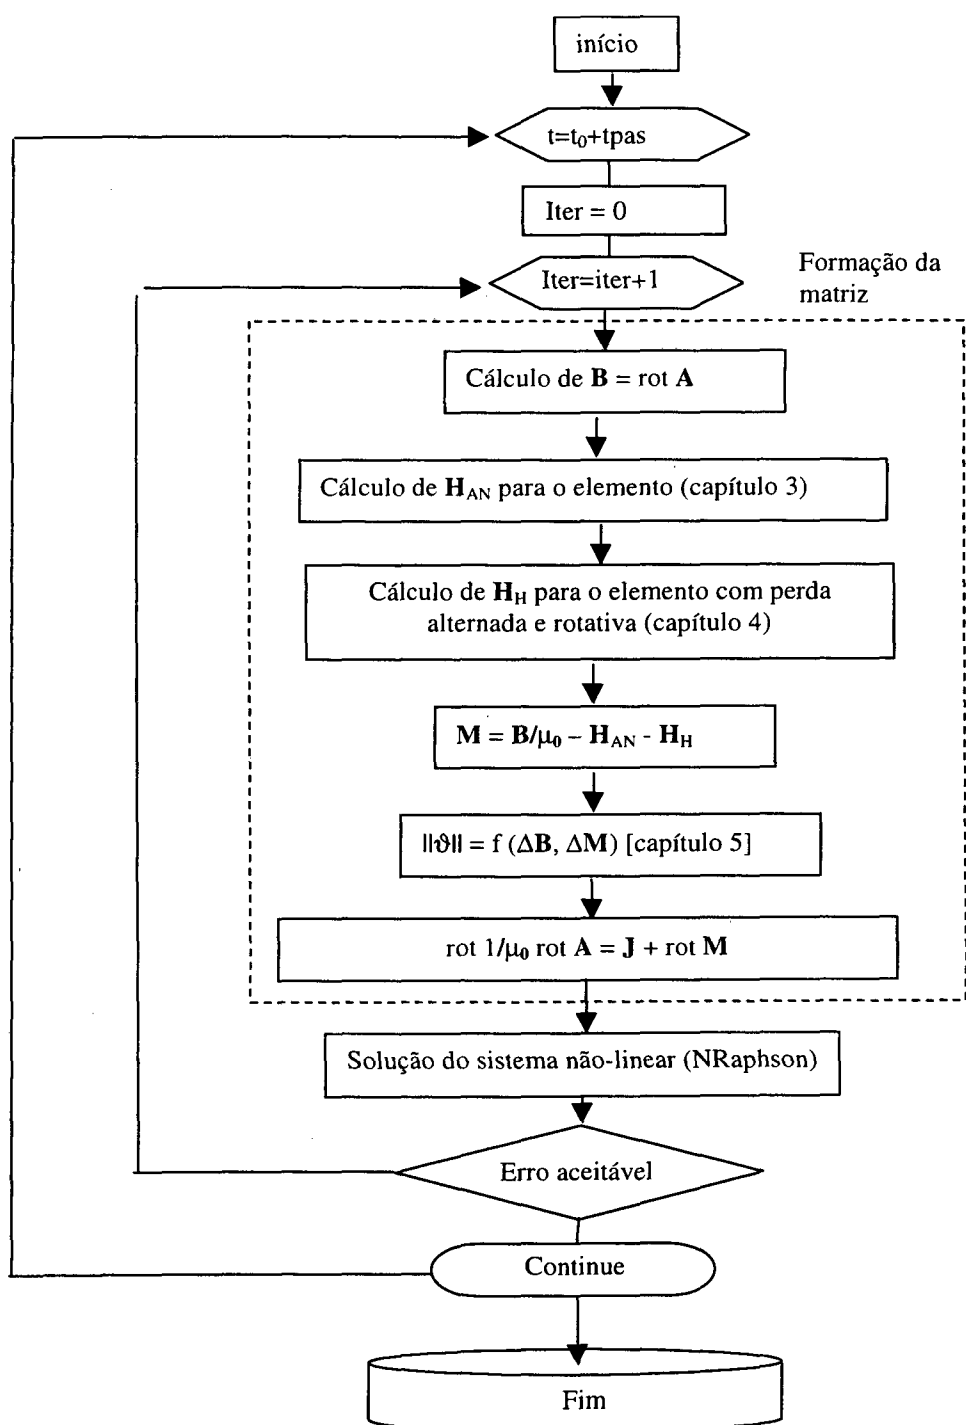 início
t=t₀+tpas
Iter = 0
Iter=iter+1
Formação da
matriz
Cálculo de B = rot A
Cálculo de H_AN para o elemento (capítulo 3)
Cálculo de H_H para o elemento com perda
alternada e rotativa (capítulo 4)
M = B/μ₀ – H_AN - H_H
||ϑ|| = f (ΔB, ΔM) [capítulo 5]
rot 1/μ₀ rot A = J + rot M
Solução do sistema não-linear (NRaphson)
Erro aceitável
Continue
Fim